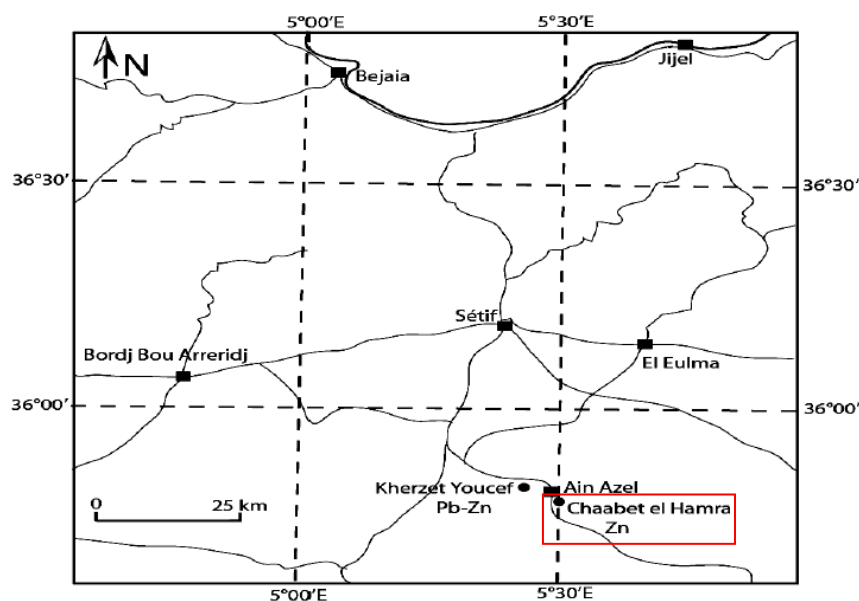 5°00'E
5°30'E
N
Bejaia
Jijel
36°30'
36°30'
Sétif
Bordj Bou Arreridj
El Eulma
36°00'
36°00'
Kherzet Youcef
Pb-Zn
Ain Azel
Chaabet el Hamra
Zn
0
25 km
5°00'E
5°30'E